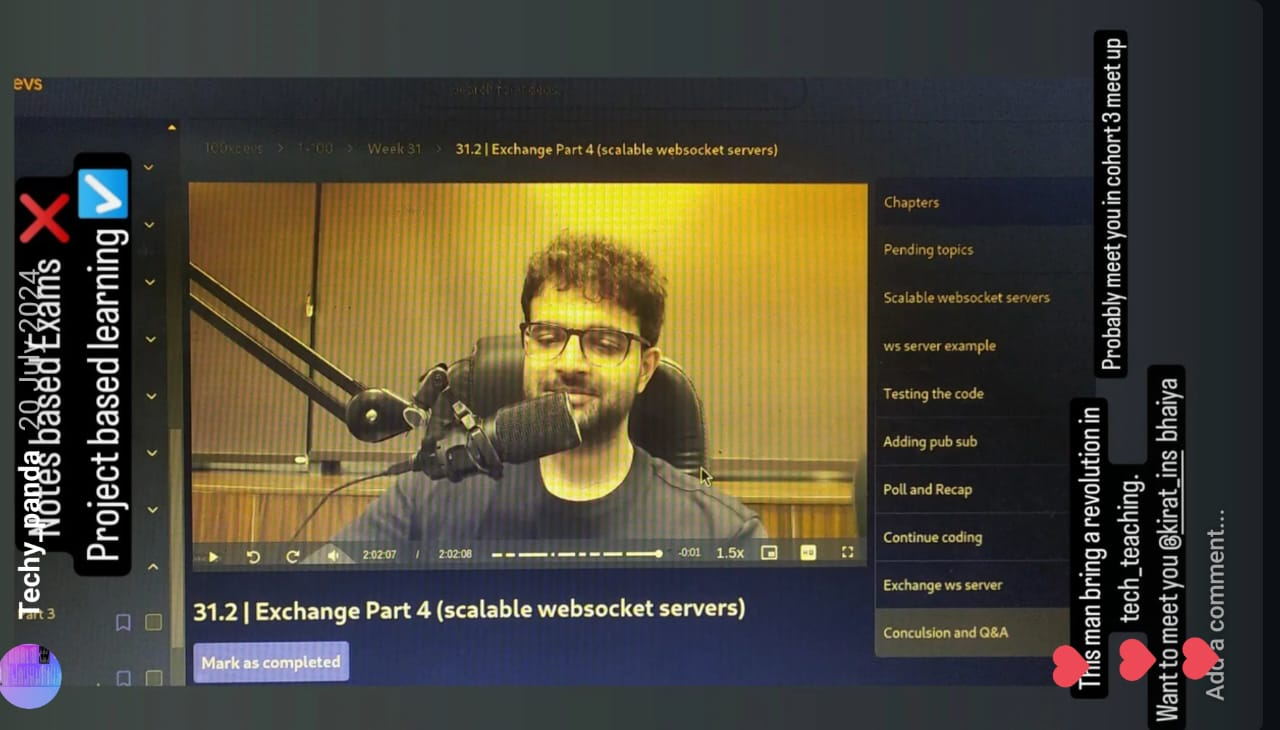 Techy_panda 20 July 2024
Notes based Exams ❌
Project based learning ☑️
evs
100xdevs > 1-100 > Week 31 > 31.2 | Exchange Part 4 (scalable websocket servers)
Chapters
Pending topics
Scalable websocket servers
ws server example
Testing the code
Adding pub sub
Poll and Recap
Continue coding
Exchange ws server
Conculsion and Q&A
2:02:07 / 2:02:08 -0:01 1.5x
31.2 | Exchange Part 4 (scalable websocket servers)
Mark as completed
art 3
Probably meet you in cohort 3 meet up
This man bring a revolution in
tech_teaching.
Want to meet you @kirat_ins bhaiya
Add a comment...